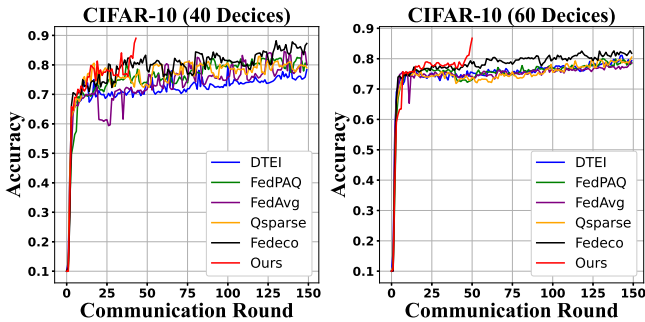 CIFAR-10 (40 Decices)
Accuracy
0.9
0.8
0.7
0.6
0.5
0.4
0.3
0.2
0.1
DTEI
FedPAQ
FedAvg
Qsparse
Fedeco
Ours
0 25 50 75 100 125 150
Communication Round
CIFAR-10 (60 Decices)
Accuracy
0.9
0.8
0.7
0.6
0.5
0.4
0.3
0.2
0.1
DTEI
FedPAQ
FedAvg
Qsparse
Fedeco
Ours
0 25 50 75 100 125 150
Communication Round